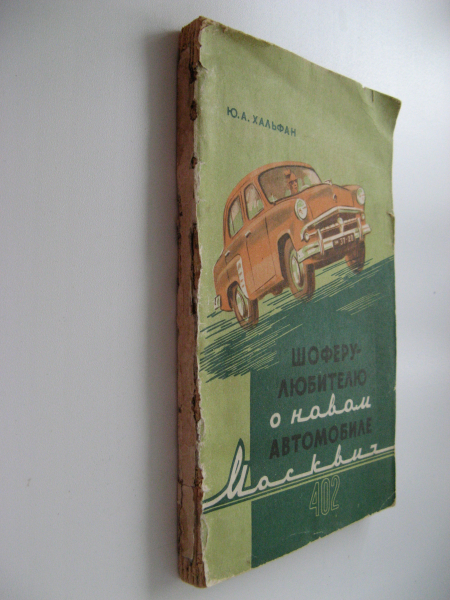 Ю.А. ХАЛЬФАН
ШОФЕРУ-
ЛЮБИТЕЛЮ
о новом
АВТОМОБИЛЕ
Москвич
402